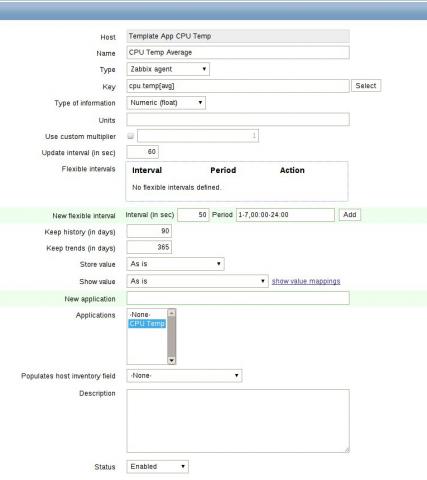 Host Template App CPU Temp
Name CPU Temp Average
Type Zabbix agent
Key cpu.temp[avg] Select
Type of information Numeric (float)
Units
Use custom multiplier 1
Update interval (in sec) 60
Flexible intervals Interval Period Action
No flexible intervals defined.
New flexible interval Interval (in sec) 50 Period 1-7,00:00-24:00 Add
Keep history (in days) 90
Keep trends (in days) 365
Store value As is
Show value As is show value mappings
New application
Applications -None-
CPU Temp
Populates host inventory field -None-
Description
Status Enabled